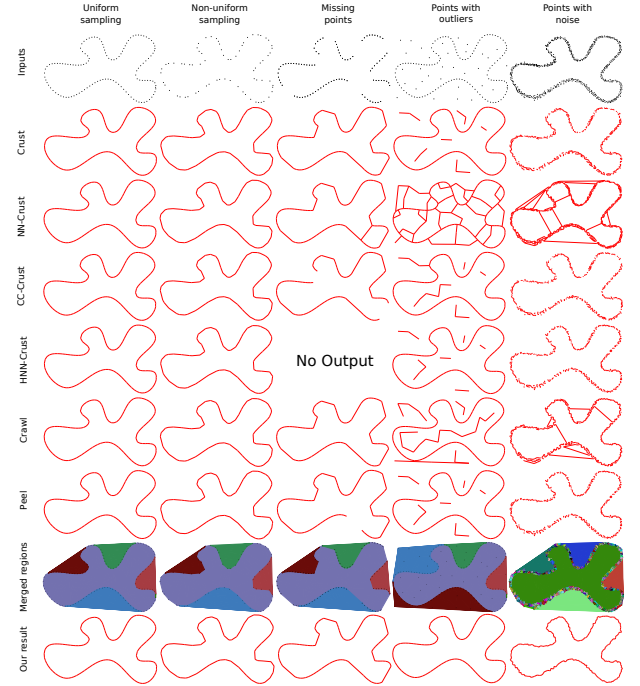 Uniform
sampling
Non-uniform
sampling
Missing
points
Points with
outliers
Points with
noise
Inputs
Crust
NN-Crust
CC-Crust
HNN-Crust
No Output
Crawl
Peel
Merged regions
Our result